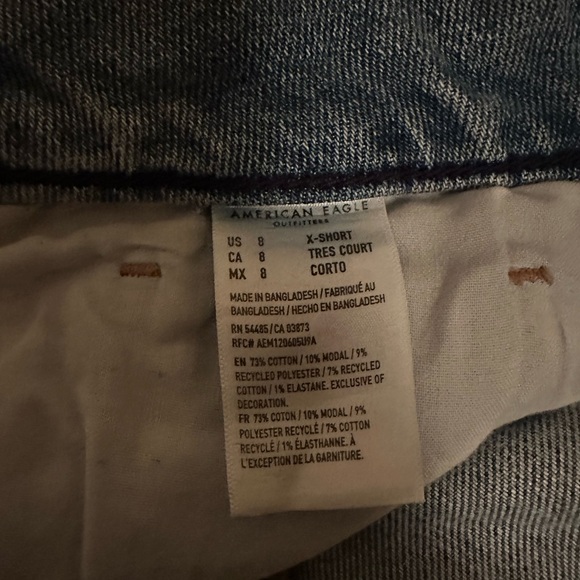 AMERICAN EAGLE
OUTFITTERS
US 8 X-SHORT
CA 8 TRES COURT
MX 8 CORTO
MADE IN BANGLADESH / FABRIQUÉ AU
BANGLADESH / HECHO EN BANGLADESH
RN 54485/CA 03873
RFC# AEM120605U9A
EN 73% COTTON / 10% MODAL / 9%
RECYCLED POLYESTER / 7% RECYCLED
COTTON / 1% ELASTANE. EXCLUSIVE OF
DECORATION.
FR 73% COTON / 10% MODAL / 9%
POLYESTER RECYCLÉ / 7% COTTON
RECYCLÉ / 1% ÉLASTHANNE. À
L'EXCEPTION DE LA GARNITURE.